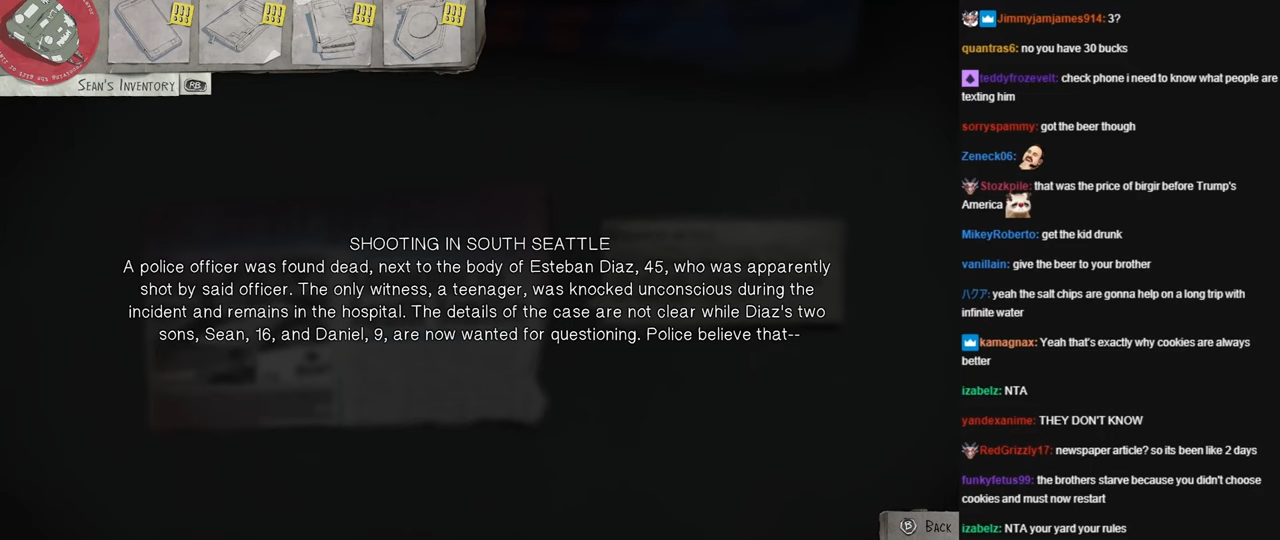 SEAN'S INVENTORY RB
SHOOTING IN SOUTH SEATTLE
A police officer was found dead, next to the body of Esteban Diaz, 45, who was apparently
shot by said officer. The only witness, a teenager, was knocked unconscious during the
incident and remains in the hospital. The details of the case are not clear while Diaz's two
sons, Sean, 16, and Daniel, 9, are now wanted for questioning. Police believe that--
B BACK
Jimmyjamjames914: 3?
quantras6: no you have 30 bucks
teddyfrozevelt: check phone i need to know what people are
texting him
sorryspammy: got the beer though
Zeneck06:
Stozkpile: that was the price of birgir before Trump's
America
MikeyRoberto: get the kid drunk
vanillain: give the beer to your brother
ハクア: yeah the salt chips are gonna help on a long trip with
infinite water
kamagnax: Yeah that's exactly why cookies are always
better
izabelz: NTA
yandexanime: THEY DON'T KNOW
RedGrizzly17: newspaper article? so its been like 2 days
funkyfetus99: the brothers starve because you didn't choose
cookies and must now restart
izabelz: NTA your yard your rules